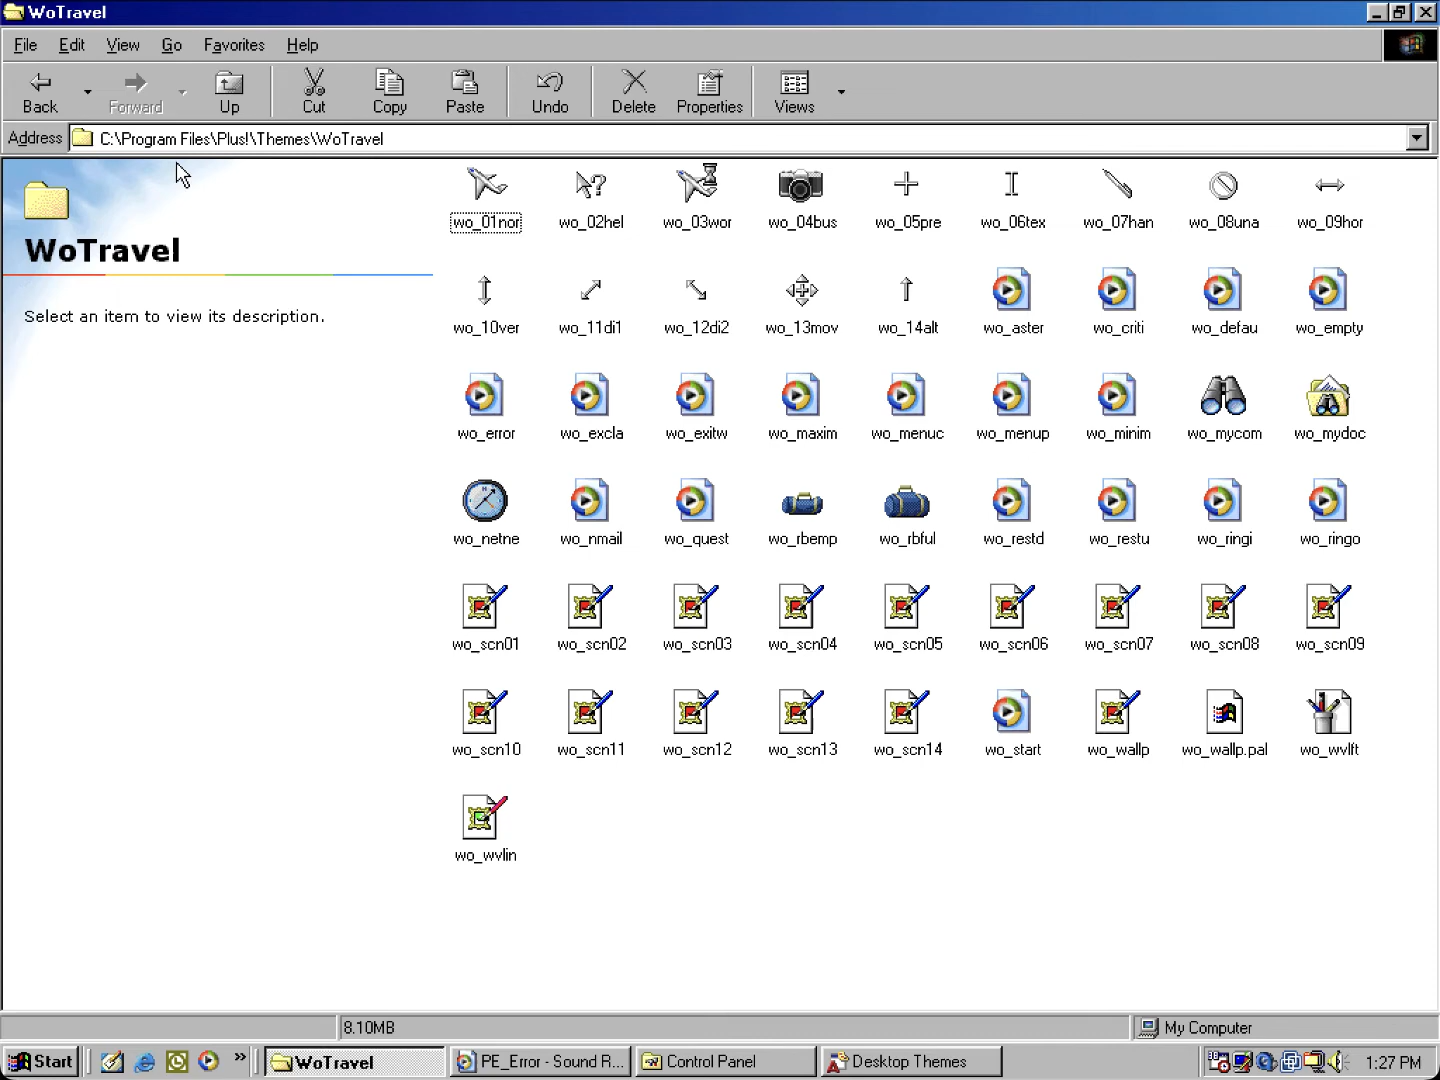 WoTravel
File Edit View Go Favorites Help
Back Forward Up Cut Copy Paste Undo Delete Properties Views
Address C:\Program Files\Plus!\Themes\WoTravel
WoTravel
Select an item to view its description.
wo_01nor wo_02hel wo_03wor wo_04bus wo_05pre wo_06tex wo_07han wo_08una wo_09hor
wo_10ver wo_11di1 wo_12di2 wo_13mov wo_14alt wo_aster wo_criti wo_defau wo_empty
wo_error wo_excla wo_exitw wo_maxim wo_menuc wo_menup wo_minim wo_mycom wo_mydoc
wo_netne wo_nmail wo_quest wo_rbemp wo_rbful wo_restd wo_restu wo_ringi wo_ringo
wo_scn01 wo_scn02 wo_scn03 wo_scn04 wo_scn05 wo_scn06 wo_scn07 wo_scn08 wo_scn09
wo_scn10 wo_scn11 wo_scn12 wo_scn13 wo_scn14 wo_start wo_wallp wo_wallp.pal wo_wvlft
wo_wvlin
8.10MB My Computer
Start » WoTravel PE_Error - Sound R... Control Panel Desktop Themes 1:27 PM